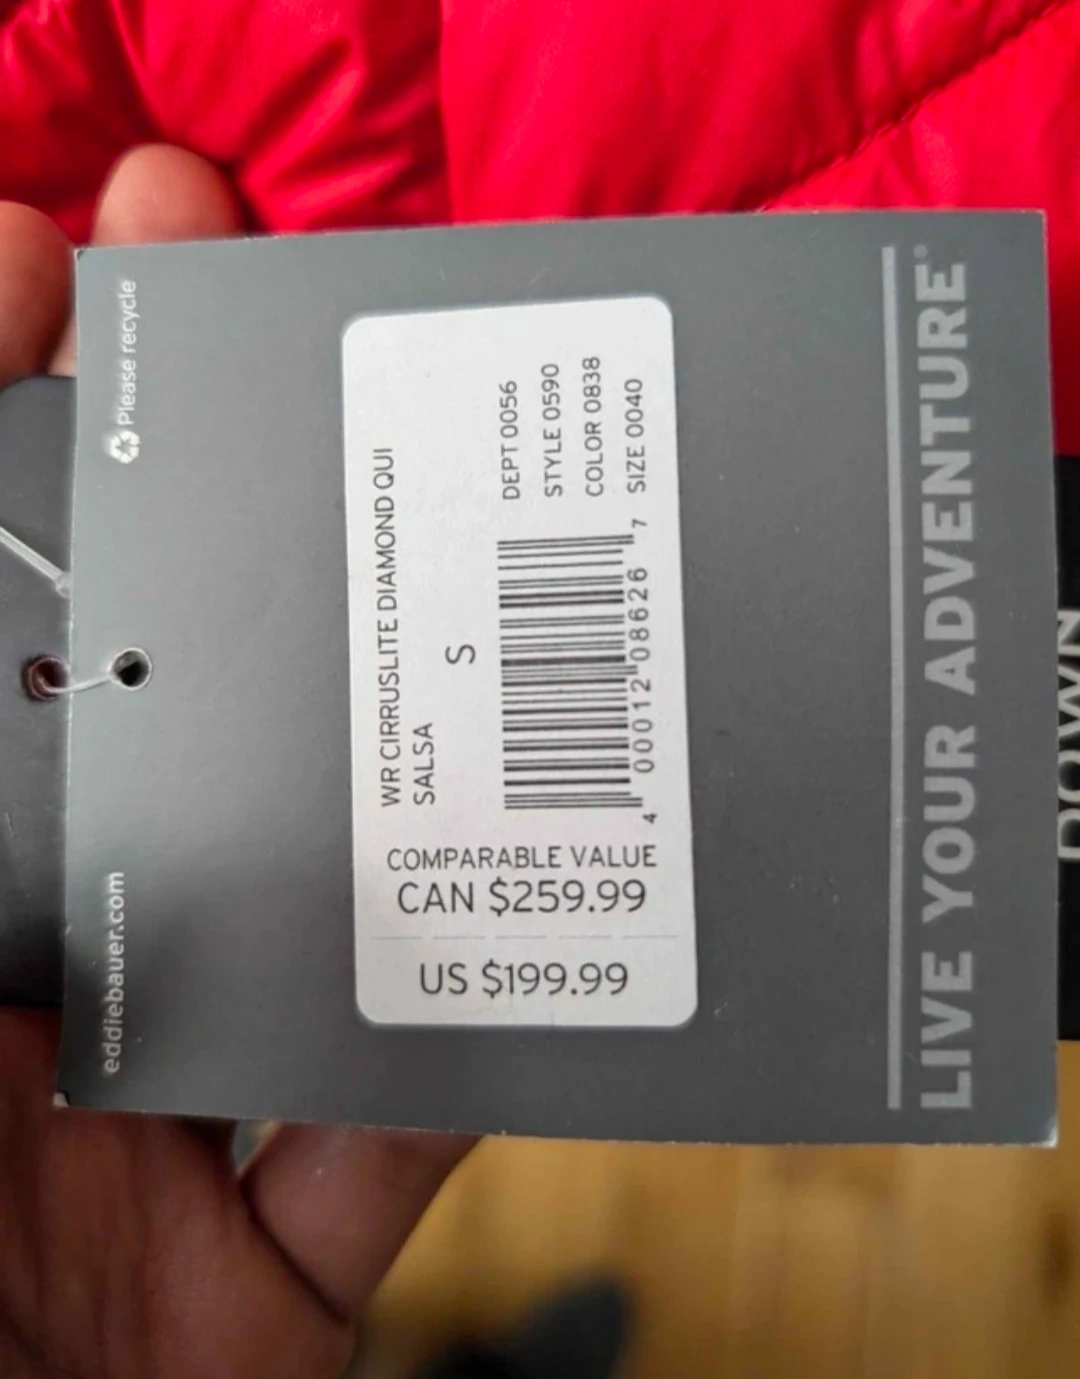 WR CIRRUSLITE DIAMOND QUI
SALSA
S
DEPT 0056
STYLE 0590
COLOR 0838
SIZE 0040
4 00012 08626 7
COMPARABLE VALUE
CAN $259.99
US $199.99
eddiebauer.com
Please recycle
LIVE YOUR ADVENTURE®
DOWN